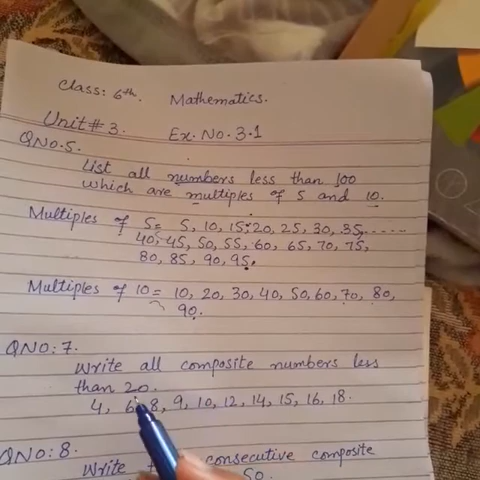 Class: 6th. Mathematics.
Unit # 3. Ex. No. 3.1
QNO.5.
List all numbers less than 100
which are multiples of 5 and 10.
Multiples of 5 = 5, 10, 15, 20, 25, 30, 35,......
40, 45, 50, 55, 60, 65, 70, 75,
80, 85, 90, 95.
Multiples of 10 = 10, 20, 30, 40, 50, 60, 70, 80,
90.
QNO:7.
Write all composite numbers less
than 20.
4, 6, 8, 9, 10, 12, 14, 15, 16, 18.
QNO:8.
Write consecutive composite
50.